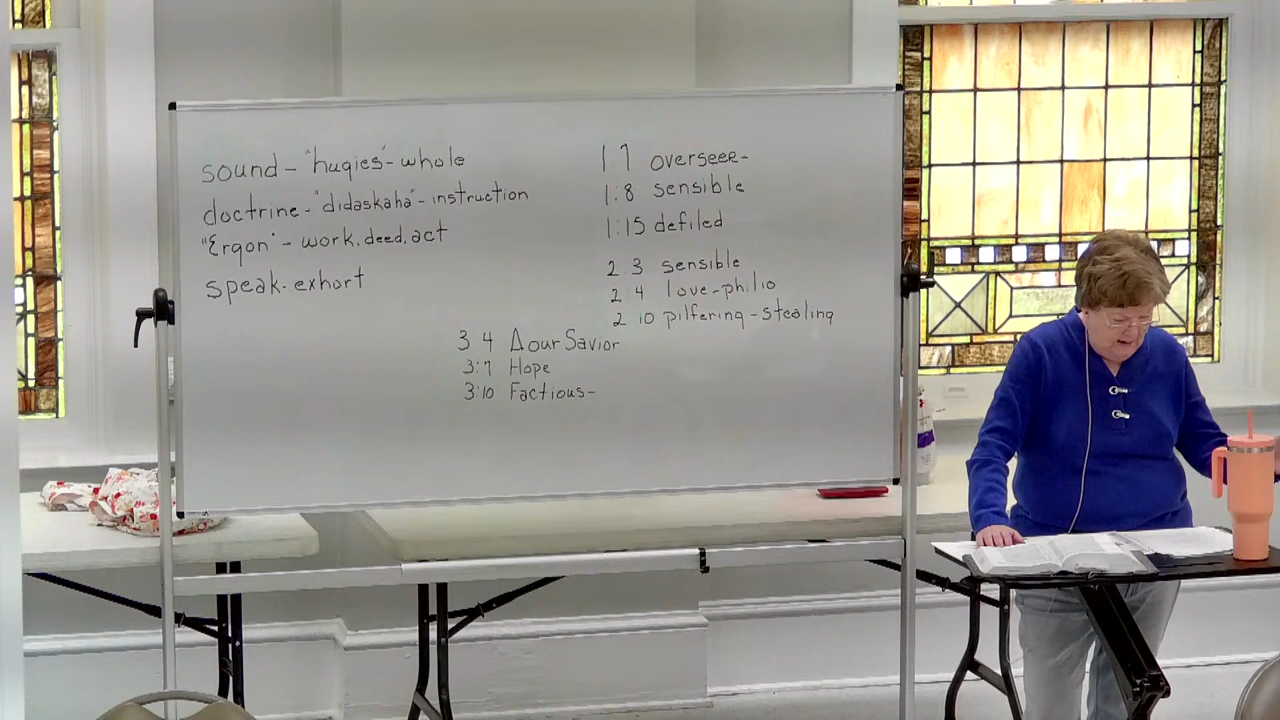 sound - "hugies" - whole
doctrine - "didaskaha" - instruction
"Ergon" - work, deed, act
speak - exhort
1:7 overseer -
1:8 sensible
1:15 defiled
2 3 sensible
2 4 love - philio
2 10 pilfering - stealing
3 4 Δ our Savior
3:7 Hope
3:10 Factious -